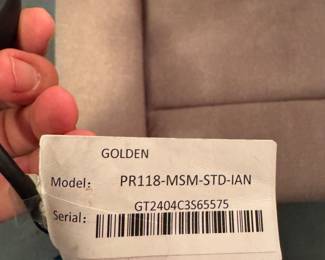 GOLDEN
Model: PR118-MSM-STD-IAN
Serial: GT2404C3S65575